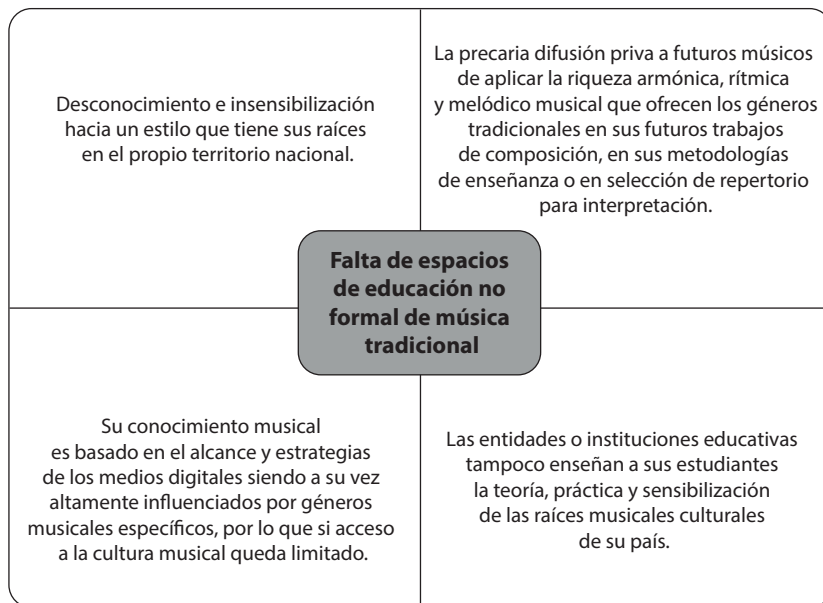 Desconocimiento e insensibilización
hacia un estilo que tiene sus raíces
en el propio territorio nacional.
La precaria difusión priva a futuros músicos
de aplicar la riqueza armónica, rítmica
y melódico musical que ofrecen los géneros
tradicionales en sus futuros trabajos
de composición, en sus metodologías
de enseñanza o en selección de repertorio
para interpretación.
Falta de espacios
de educación no
formal de música
tradicional
Su conocimiento musical
es basado en el alcance y estrategias
de los medios digitales siendo a su vez
altamente influenciados por géneros
musicales específicos, por lo que si acceso
a la cultura musical queda limitado.
Las entidades o instituciones educativas
tampoco enseñan a sus estudiantes
la teoría, práctica y sensibilización
de las raíces musicales culturales
de su país.